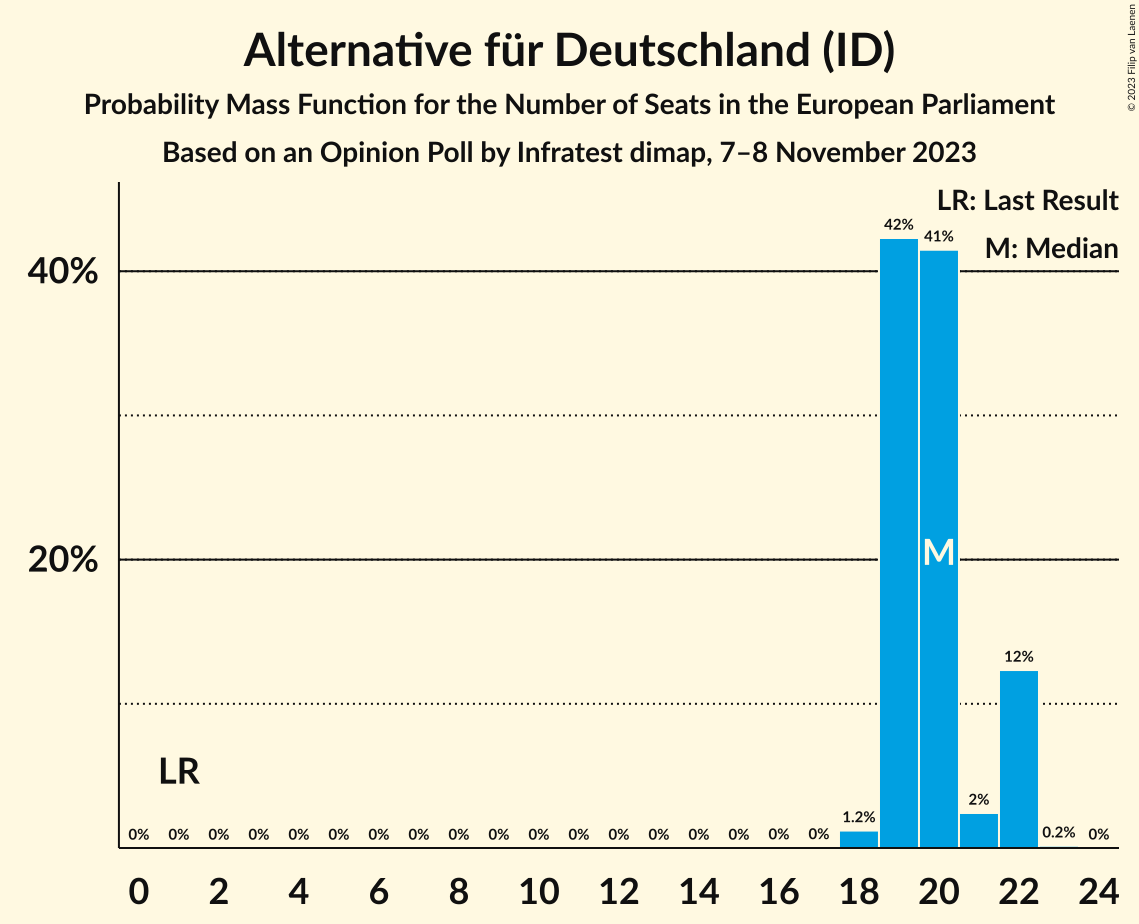 Alternative für Deutschland (ID)
Probability Mass Function for the Number of Seats in the European Parliament
Based on an Opinion Poll by Infratest dimap, 7–8 November 2023
© 2023 Filip van Laenen
LR: Last Result
M: Median
40%
20%
42%
41%
M
12%
LR
0% 0% 0% 0% 0% 0% 0% 0% 0% 0% 0% 0% 0% 0% 0% 0% 0% 0% 1.2% 2% 0.2% 0%
0 2 4 6 8 10 12 14 16 18 20 22 24